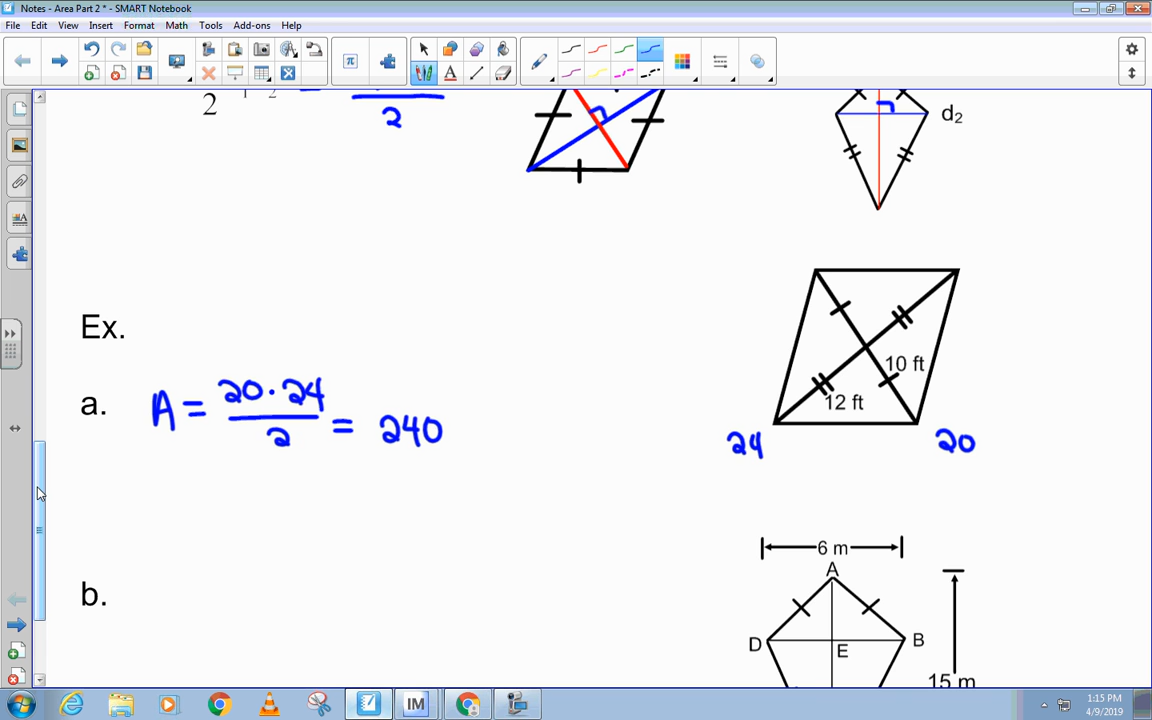 Notes - Area Part 2 * - SMART Notebook
File Edit View Insert Format Math Tools Add-ons Help
2
2
d2
Ex.
a. A = 20 · 24 / 2 = 240
10 ft
12 ft
24
20
6 m
A
b.
D
E
B
15 m
IM
1:15 PM
4/9/2019